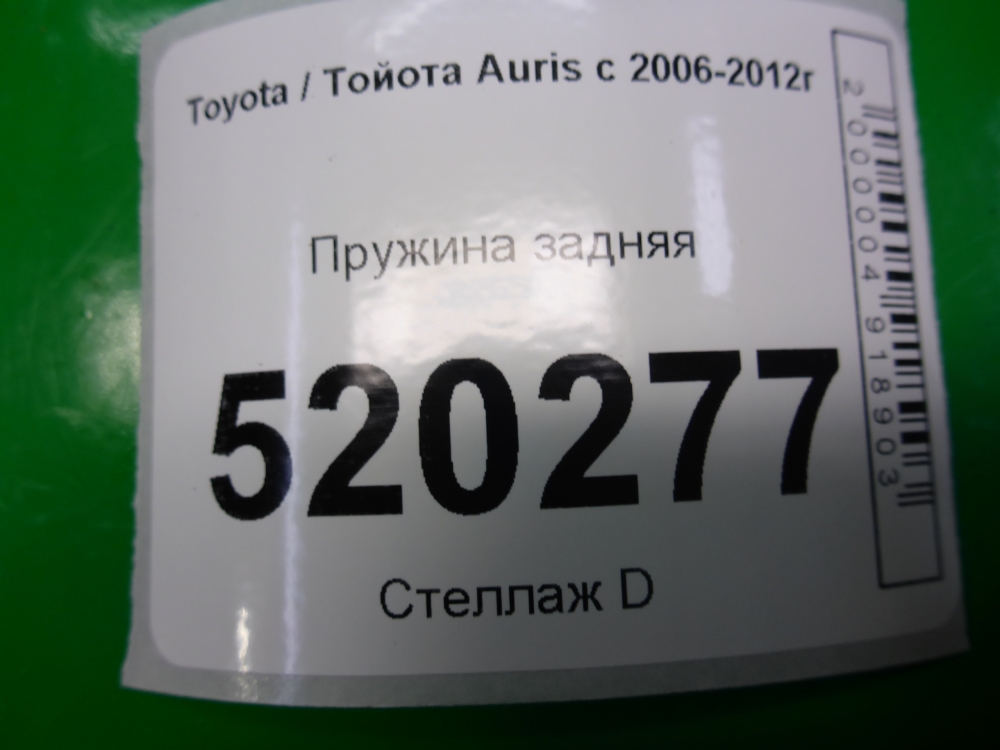 Toyota / Тойота Auris с 2006-2012г
Пружина задняя
520277
Стеллаж D
2000004918903